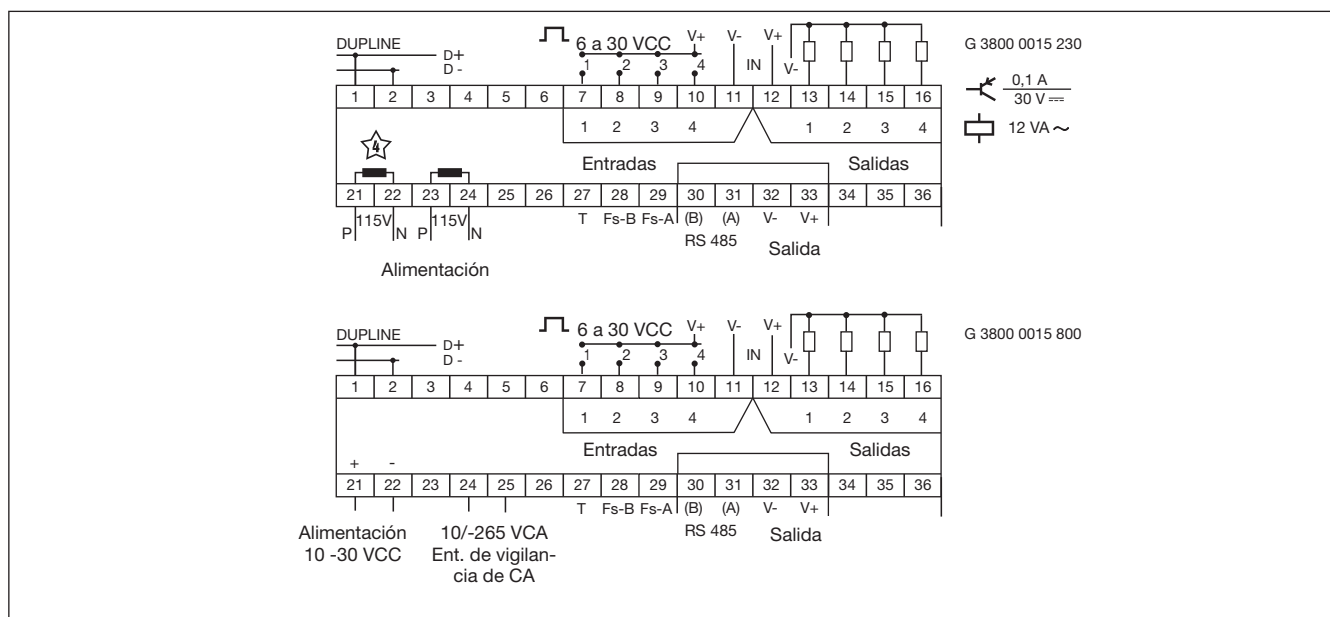 DUPLINE
D+
D -
6 a 30 VCC
V+
V-
IN
V+
V-
1 2 3 4
G 3800 0015 230
0,1 A
30 V
12 VA ~
1 2 3 4 5 6 7 8 9 10 11 12 13 14 15 16
1 2 3 4
1 2 3 4
4
Entradas
Salidas
21 22 23 24 25 26 27 28 29 30 31 32 33 34 35 36
P 115V N P 115V N
T Fs-B Fs-A (B) (A) V- V+
RS 485
Salida
Alimentación
DUPLINE
D+
D -
6 a 30 VCC
V+
V-
IN
V+
V-
1 2 3 4
G 3800 0015 800
1 2 3 4 5 6 7 8 9 10 11 12 13 14 15 16
1 2 3 4
1 2 3 4
Entradas
Salidas
+ -
21 22 23 24 25 26 27 28 29 30 31 32 33 34 35 36
T Fs-B Fs-A (B) (A) V- V+
RS 485
Salida
Alimentación
10 -30 VCC
10/-265 VCA
Ent. de vigilan-
cia de CA